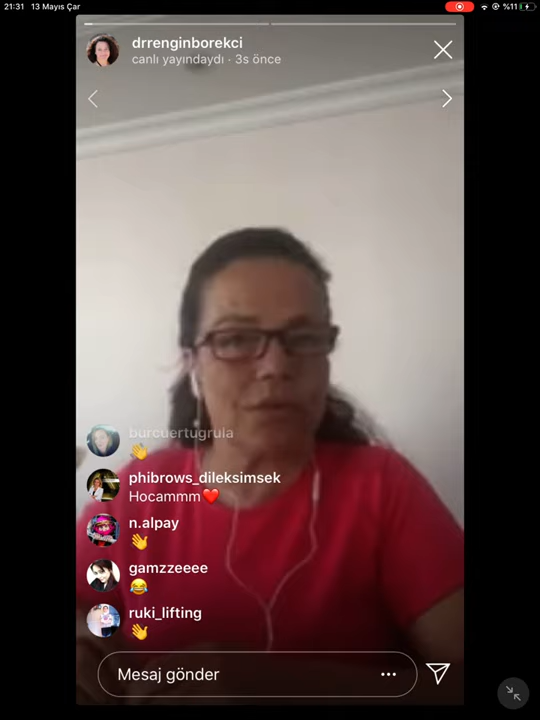 21:31 13 Mayıs Çar %11
drrenginborekci
canlı yayındaydı · 3s önce
burcuertugrula
👋
phibrows_dileksimsek
Hocammm❤️
n.alpay
👋
gamzzeeee
😂
ruki_lifting
👋
Mesaj gönder